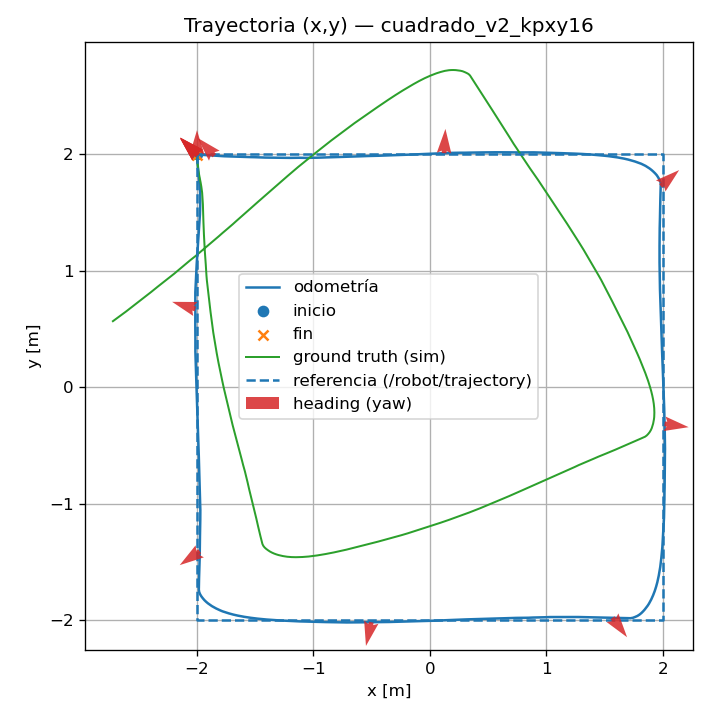 Trayectoria (x,y) — cuadrado_v2_kpxy16
y [m]
2
1
0
−1
−2
odometría
inicio
fin
ground truth (sim)
referencia (/robot/trajectory)
heading (yaw)
−2
−1
0
1
2
x [m]